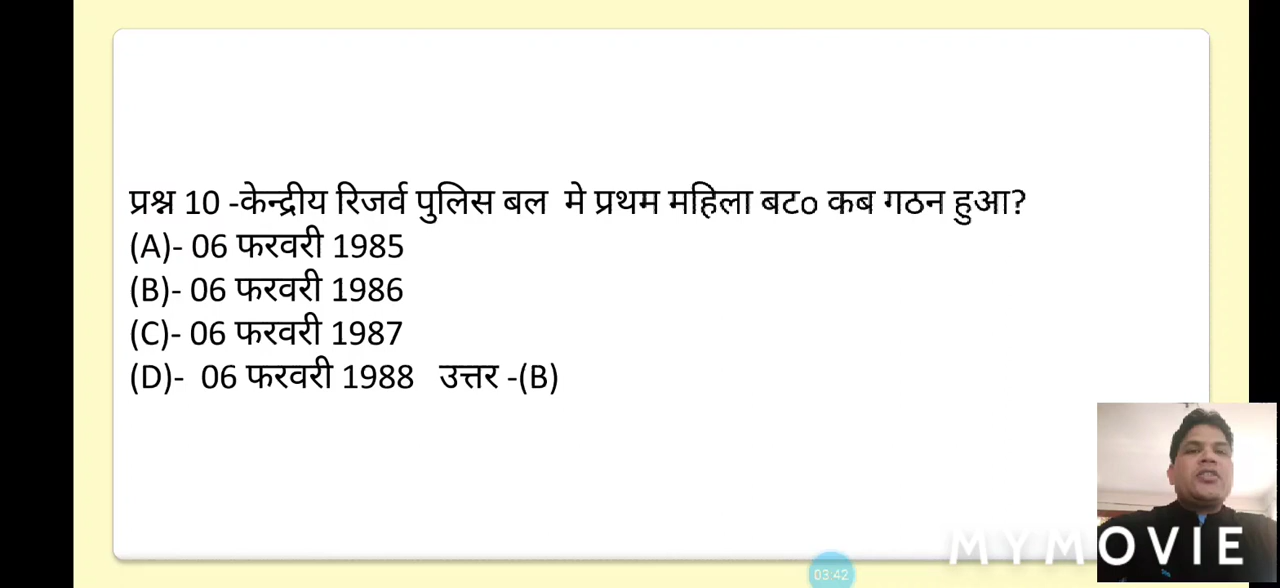 प्रश्न 10 -केन्द्रीय रिजर्व पुलिस बल मे प्रथम महिला बटo कब गठन हुआ?
(A)- 06 फरवरी 1985
(B)- 06 फरवरी 1986
(C)- 06 फरवरी 1987
(D)- 06 फरवरी 1988 उत्तर -(B)
MYMOVIE
03:42